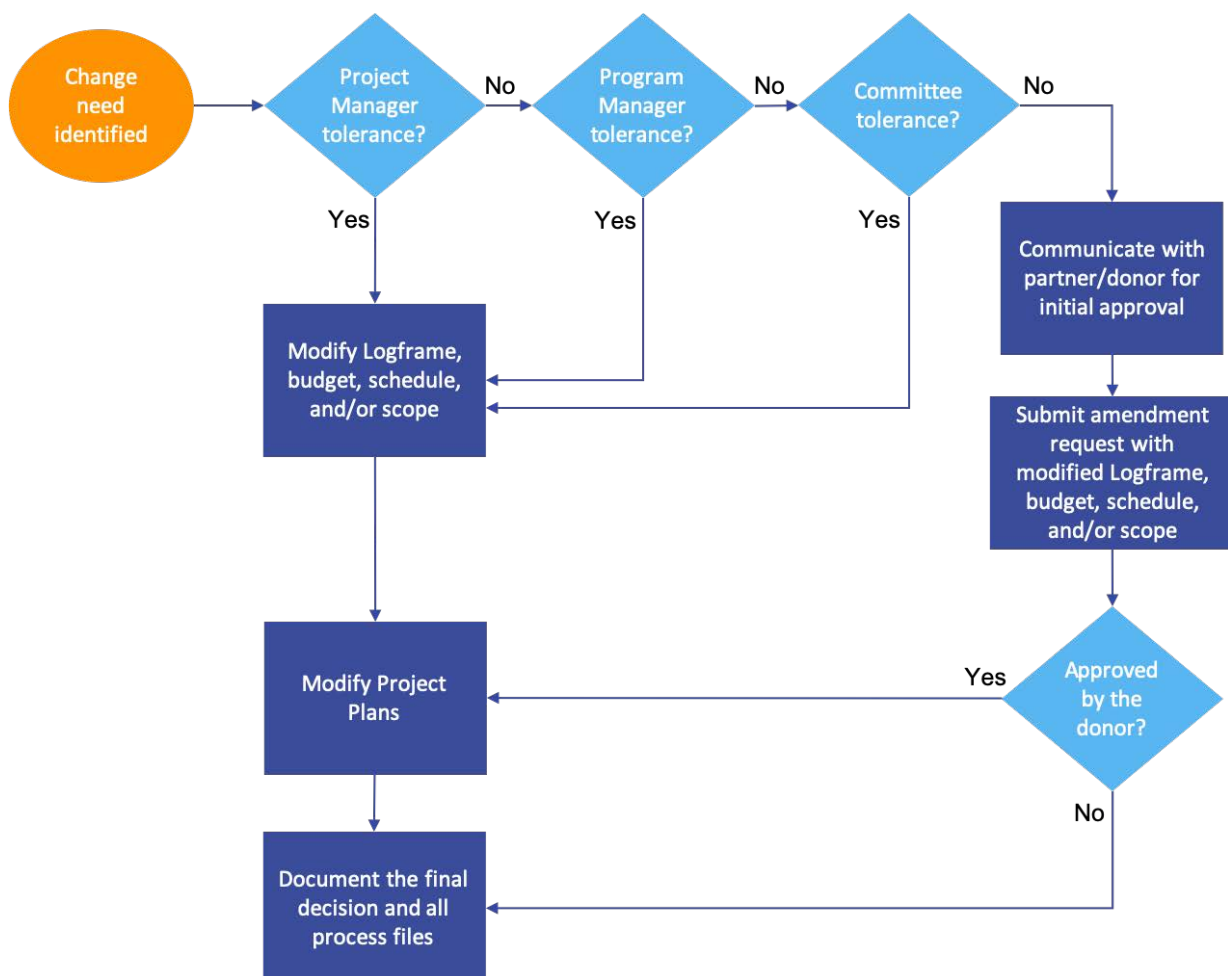 Change
need
identified
Project
Manager
tolerance?
No
Program
Manager
tolerance?
No
Committee
tolerance?
No
Yes
Yes
Yes
Communicate with
partner/donor for
initial approval
Modify Logframe,
budget, schedule,
and/or scope
Submit amendment
request with
modified Logframe,
budget, schedule,
and/or scope
Modify Project
Plans
Yes
Approved
by the
donor?
No
Document the final
decision and all
process files